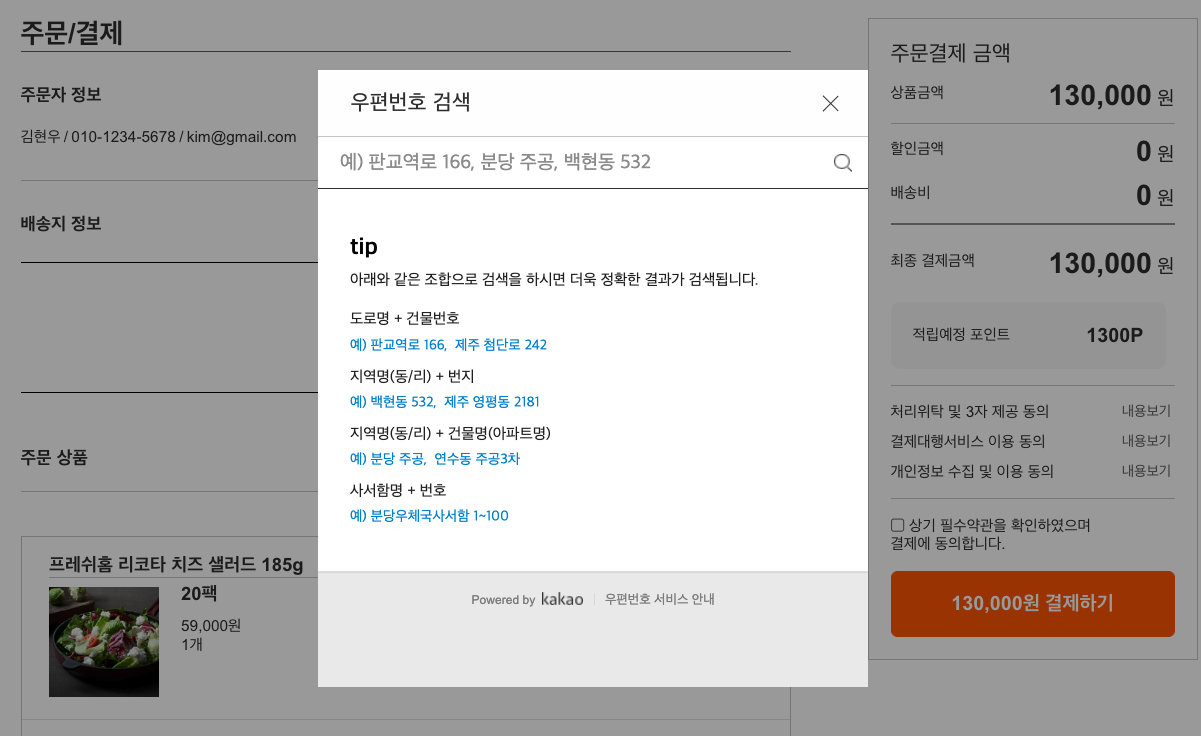 주문/결제
주문자 정보
김현우 / 010-1234-5678 / kim@gmail.com
배송지 정보
주문 상품
프레쉬홈 리코타 치즈 샐러드 185g
20팩
59,000원
1개
우편번호 검색
예) 판교역로 166, 분당 주공, 백현동 532
tip
아래와 같은 조합으로 검색을 하시면 더욱 정확한 결과가 검색됩니다.
도로명 + 건물번호
예) 판교역로 166, 제주 첨단로 242
지역명(동/리) + 번지
예) 백현동 532, 제주 영평동 2181
지역명(동/리) + 건물명(아파트명)
예) 분당 주공, 연수동 주공3차
사서함명 + 번호
예) 분당우체국사서함 1~100
Powered by kakao 우편번호 서비스 안내
주문결제 금액
상품금액 130,000 원
할인금액 0 원
배송비 0 원
최종 결제금액 130,000 원
적립예정 포인트 1300P
처리위탁 및 3자 제공 동의 내용보기
결제대행서비스 이용 동의 내용보기
개인정보 수집 및 이용 동의 내용보기
상기 필수약관을 확인하였으며
결제에 동의합니다.
130,000원 결제하기